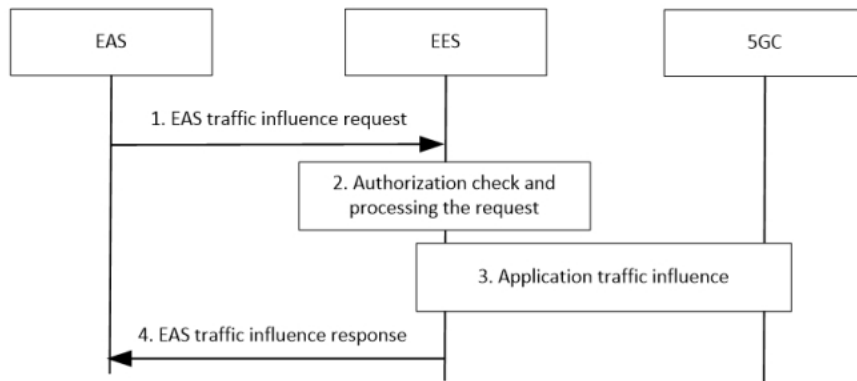 EAS
EES
5GC
1. EAS traffic influence request
2. Authorization check and
processing the request
3. Application traffic influence
4. EAS traffic influence response